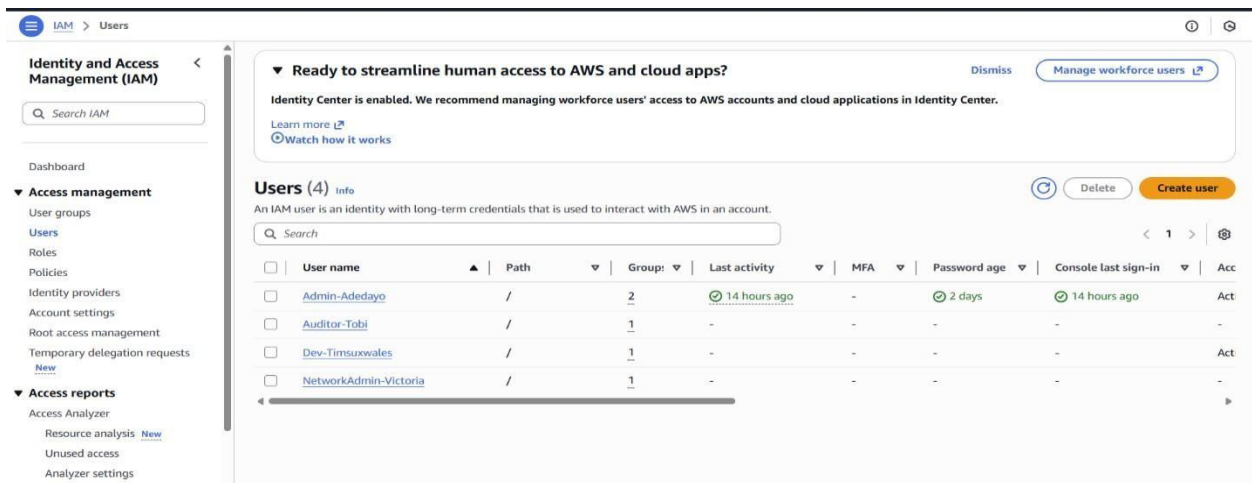 IAM > Users
Identity and Access
Management (IAM)
Search IAM
Dashboard
Access management
User groups
Users
Roles
Policies
Identity providers
Account settings
Root access management
Temporary delegation requests
New
Access reports
Access Analyzer
Resource analysis New
Unused access
Analyzer settings
Ready to streamline human access to AWS and cloud apps?
Dismiss
Manage workforce users
Identity Center is enabled. We recommend managing workforce users' access to AWS accounts and cloud applications in Identity Center.
Learn more
Watch how it works
Users (4) Info
Delete
Create user
An IAM user is an identity with long-term credentials that is used to interact with AWS in an account.
Search
< 1 >
User name Path Group: Last activity MFA Password age Console last sign-in Acc
Admin-Adedayo / 2 14 hours ago - 2 days 14 hours ago Act
Auditor-Tobi / 1 - - - - -
Dev-Timsuxwales / 1 - - - - Act
NetworkAdmin-Victoria / 1 - - - - -